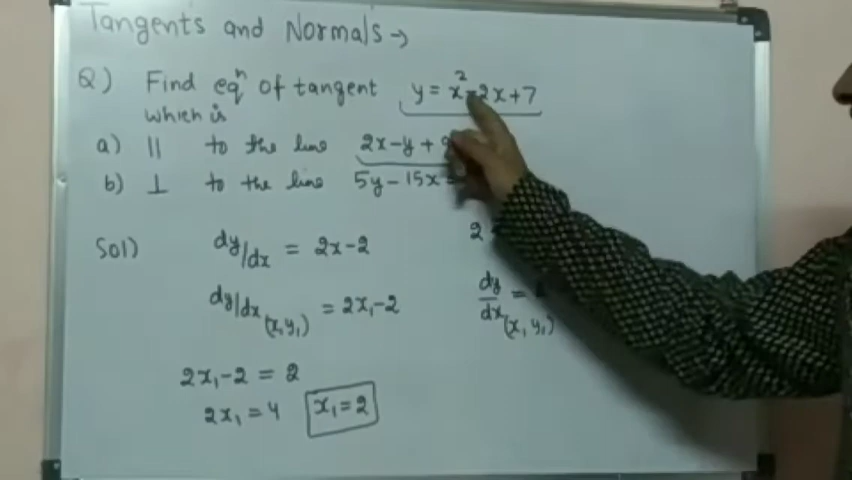 Tangents and Normals →
Q) Find eqⁿ of tangent y = x²-2x+7
which is
a) || to the line 2x-y+
b) ⊥ to the line 5y-15x =
Sol) dy/dx = 2x-2 2
dy/dx (x,y₁) = 2x₁-2 dy/dx (x₁ y₁) =
2x₁-2 = 2
2x₁ = 4 x₁ = 2